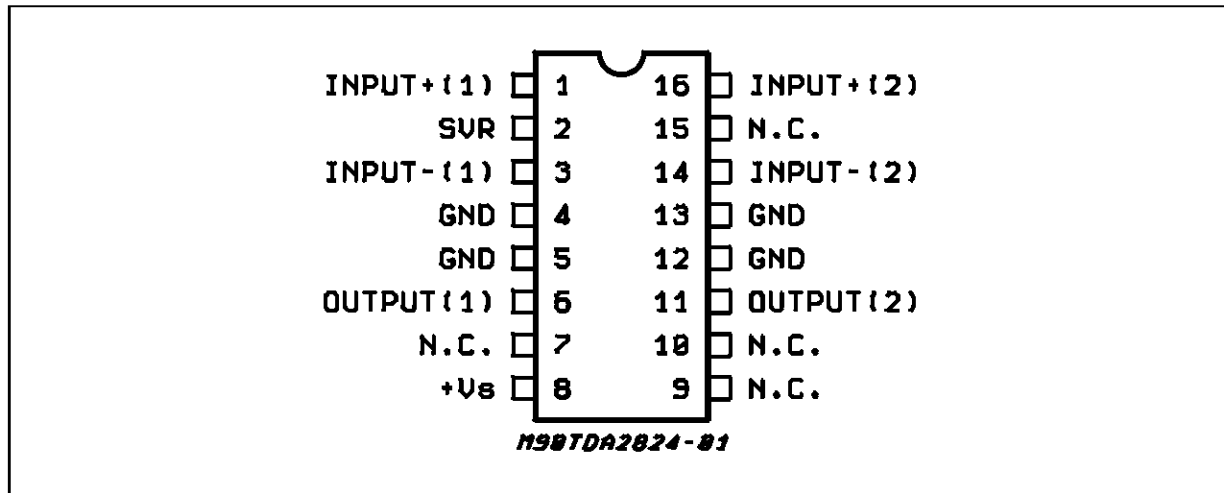 INPUT+(1) 1 16 INPUT+(2)
SVR 2 15 N.C.
INPUT-(1) 3 14 INPUT-(2)
GND 4 13 GND
GND 5 12 GND
OUTPUT(1) 6 11 OUTPUT(2)
N.C. 7 10 N.C.
+Vs 8 9 N.C.
M90TDA2824-01